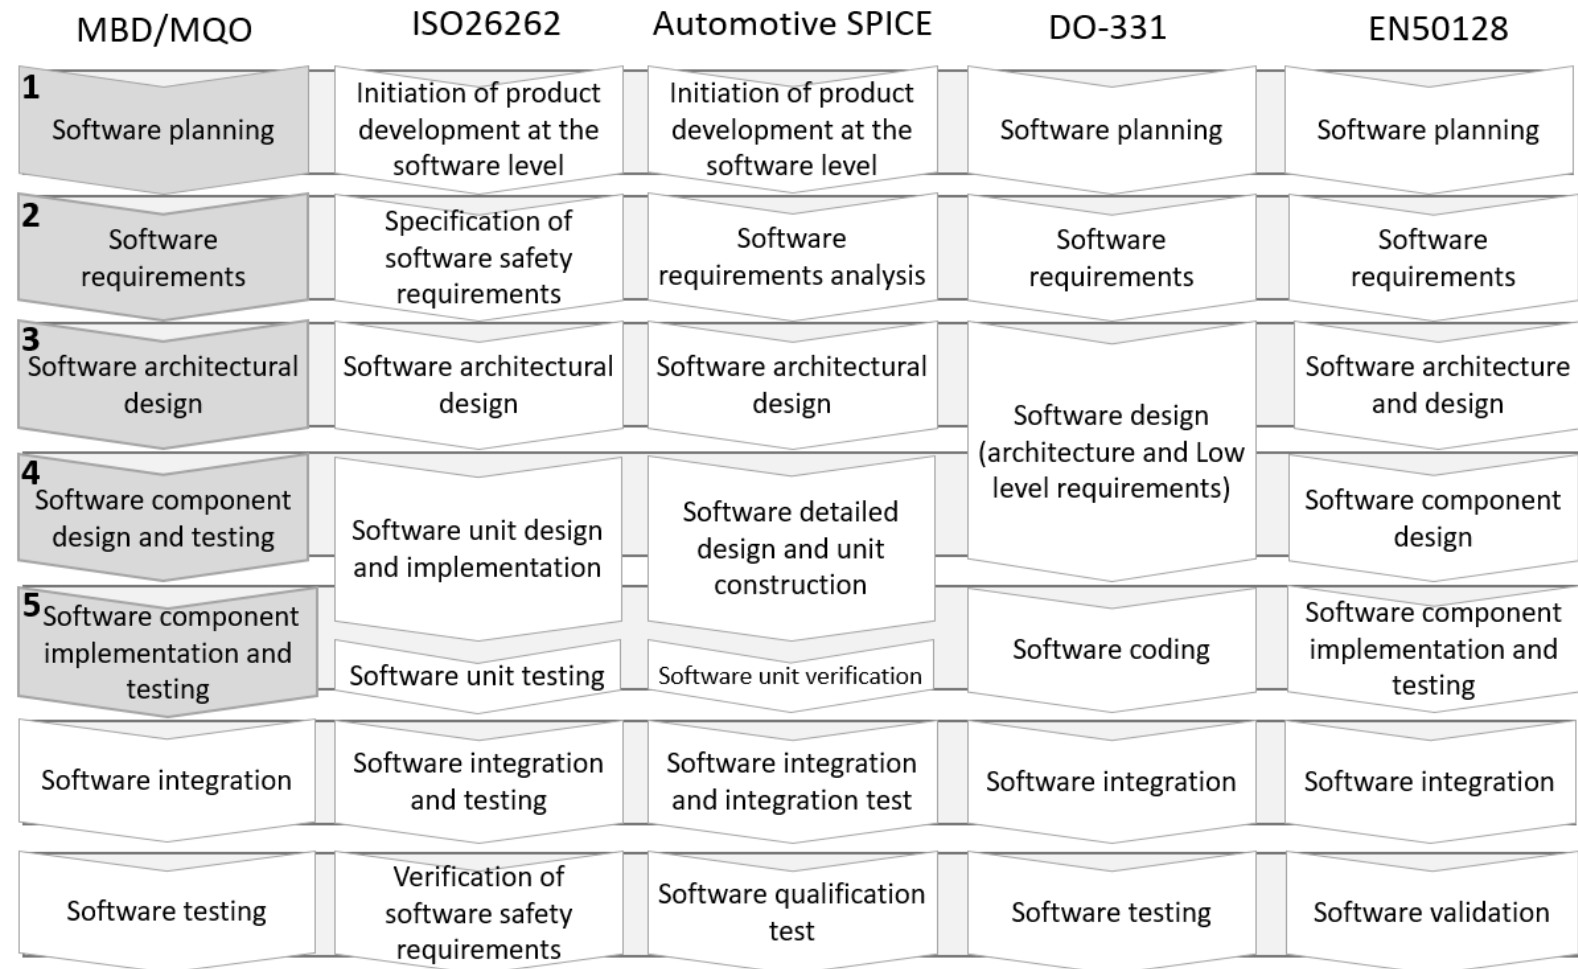 MBD/MQO
ISO26262
Automotive SPICE
DO-331
EN50128
1
Software planning
Initiation of product
development at the
software level
Initiation of product
development at the
software level
Software planning
Software planning
2
Software
requirements
Specification of
software safety
requirements
Software
requirements analysis
Software
requirements
Software
requirements
3
Software architectural
design
Software architectural
design
Software architectural
design
Software design
(architecture and Low
level requirements)
Software architecture
and design
4
Software component
design and testing
Software unit design
and implementation
Software detailed
design and unit
construction
Software component
design
5
Software component
implementation and
testing
Software unit testing
Software unit verification
Software coding
Software component
implementation and
testing
Software integration
Software integration
and testing
Software integration
and integration test
Software integration
Software integration
Software testing
Verification of
software safety
requirements
Software qualification
test
Software testing
Software validation